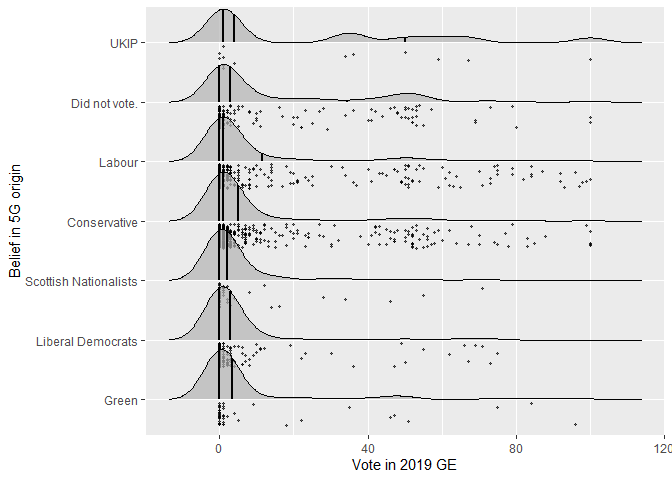 UKIP
Did not vote.
Labour
Conservative
Scottish Nationalists
Liberal Democrats
Green
Belief in 5G origin
0 40 80 120
Vote in 2019 GE